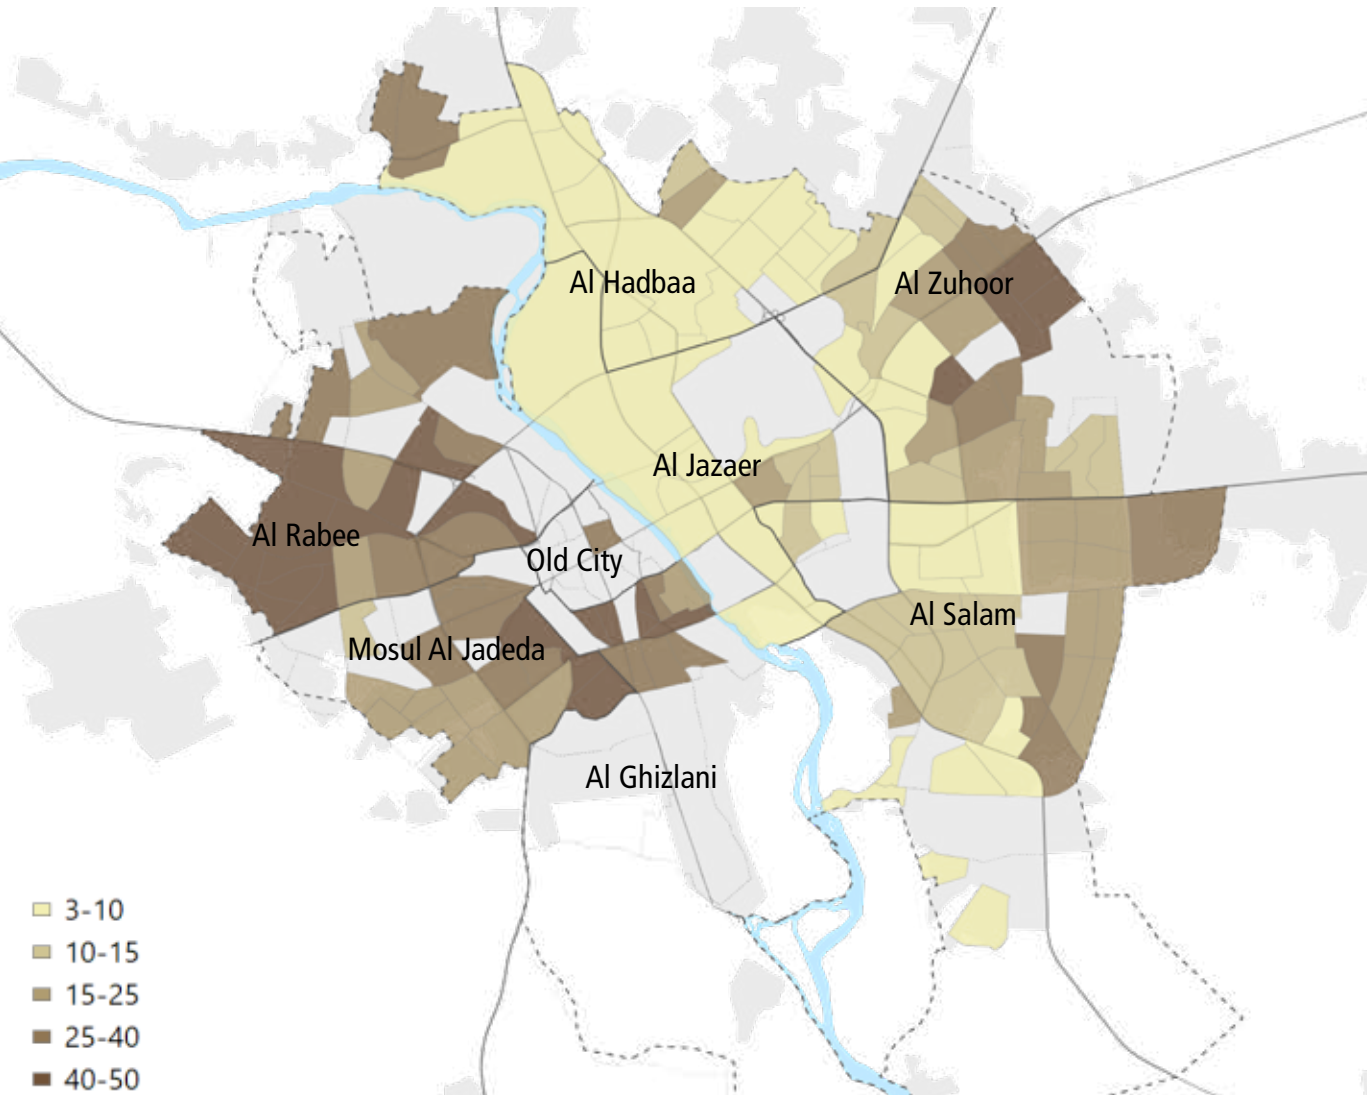 Al Hadbaa
Al Zuhoor
Al Jazaer
Al Rabee
Old City
Al Salam
Mosul Al Jadeda
Al Ghizlani
3-10
10-15
15-25
25-40
40-50